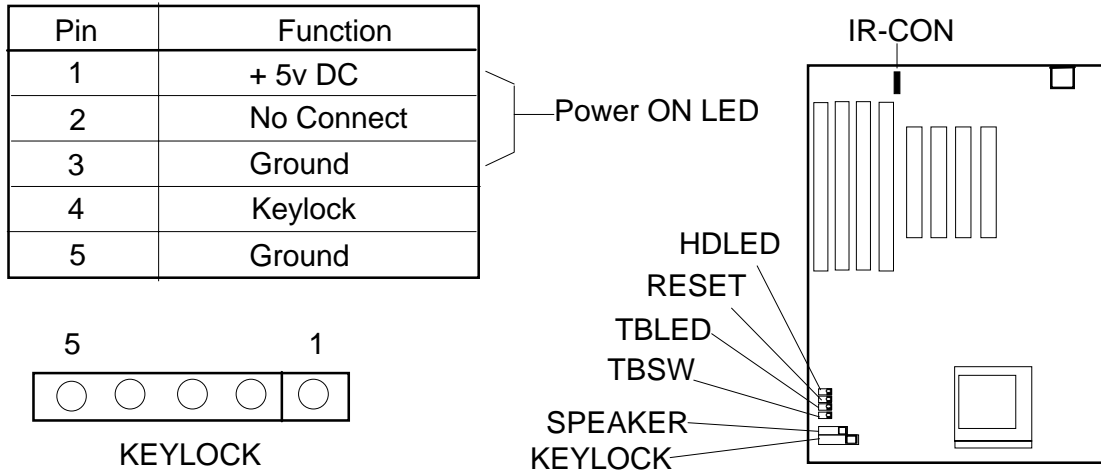 Pin Function
1 + 5v DC
2 No Connect
3 Ground
4 Keylock
5 Ground
Power ON LED
5 1
KEYLOCK
IR-CON
HDLED
RESET
TBLED
TBSW
SPEAKER
KEYLOCK